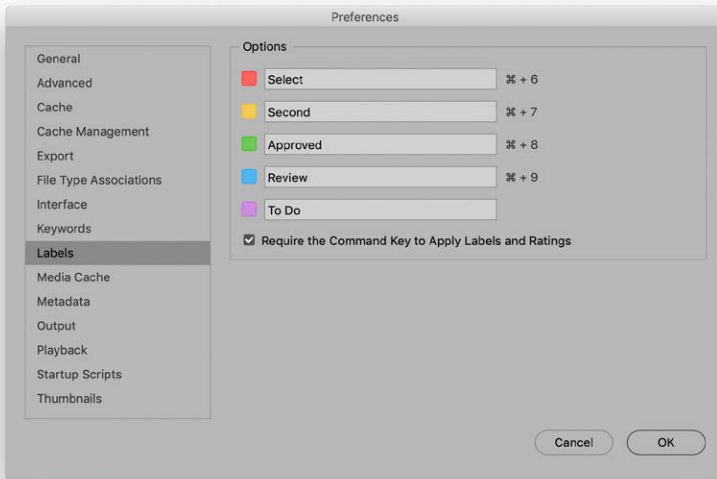 Preferences
General
Advanced
Cache
Cache Management
Export
File Type Associations
Interface
Keywords
Labels
Media Cache
Metadata
Output
Playback
Startup Scripts
Thumbnails
Options
Select ⌘ + 6
Second ⌘ + 7
Approved ⌘ + 8
Review ⌘ + 9
To Do
Require the Command Key to Apply Labels and Ratings
Cancel OK